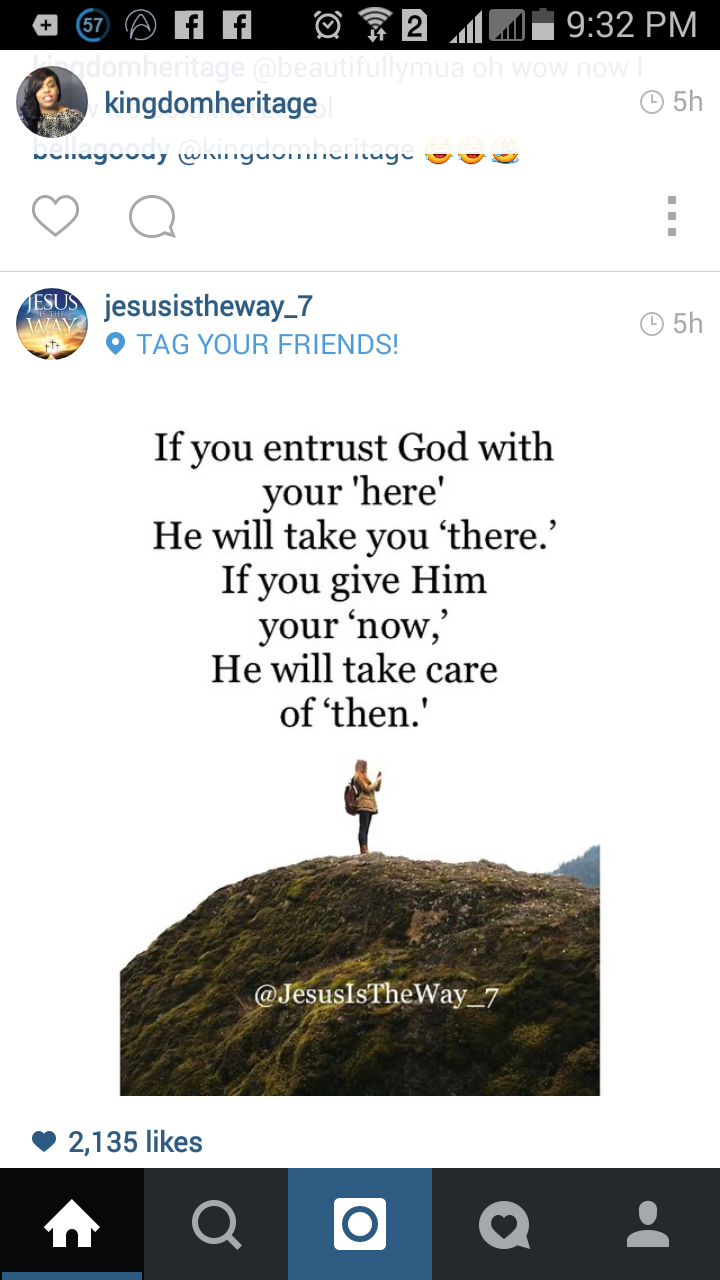 57
2
9:32 PM
kingdomheritage @beautifullymua oh wow now I
kingdomheritage
5h
bellagoody @kingdomheritage 😂😂😂
JESUS
IS THE
WAY
jesusistheway_7
5h
TAG YOUR FRIENDS!
If you entrust God with
your 'here'
He will take you ‘there.’
If you give Him
your ‘now,’
He will take care
of ‘then.'
@JesusIsTheWay_7
2,135 likes